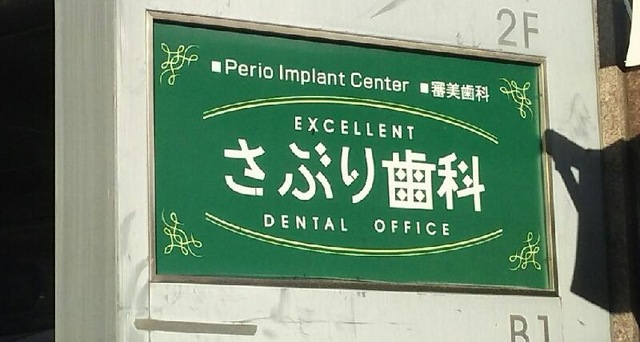 2F
■Perio Implant Center ■審美歯科
EXCELLENT
さぶり歯科
DENTAL OFFICE
B1